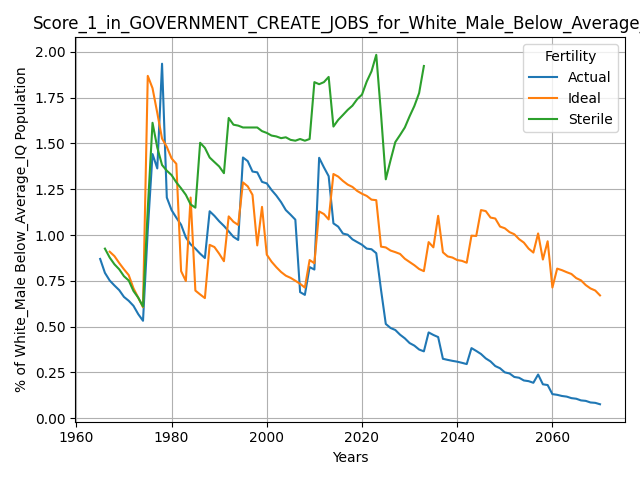 Score_1_in_GOVERNMENT_CREATE_JOBS_for_White_Male_Below_Average_
% of White_Male Below_Average_IQ Population
2.00
1.75
1.50
1.25
1.00
0.75
0.50
0.25
0.00
Fertility
Actual
Ideal
Sterile
1960
1980
2000
2020
2040
2060
Years